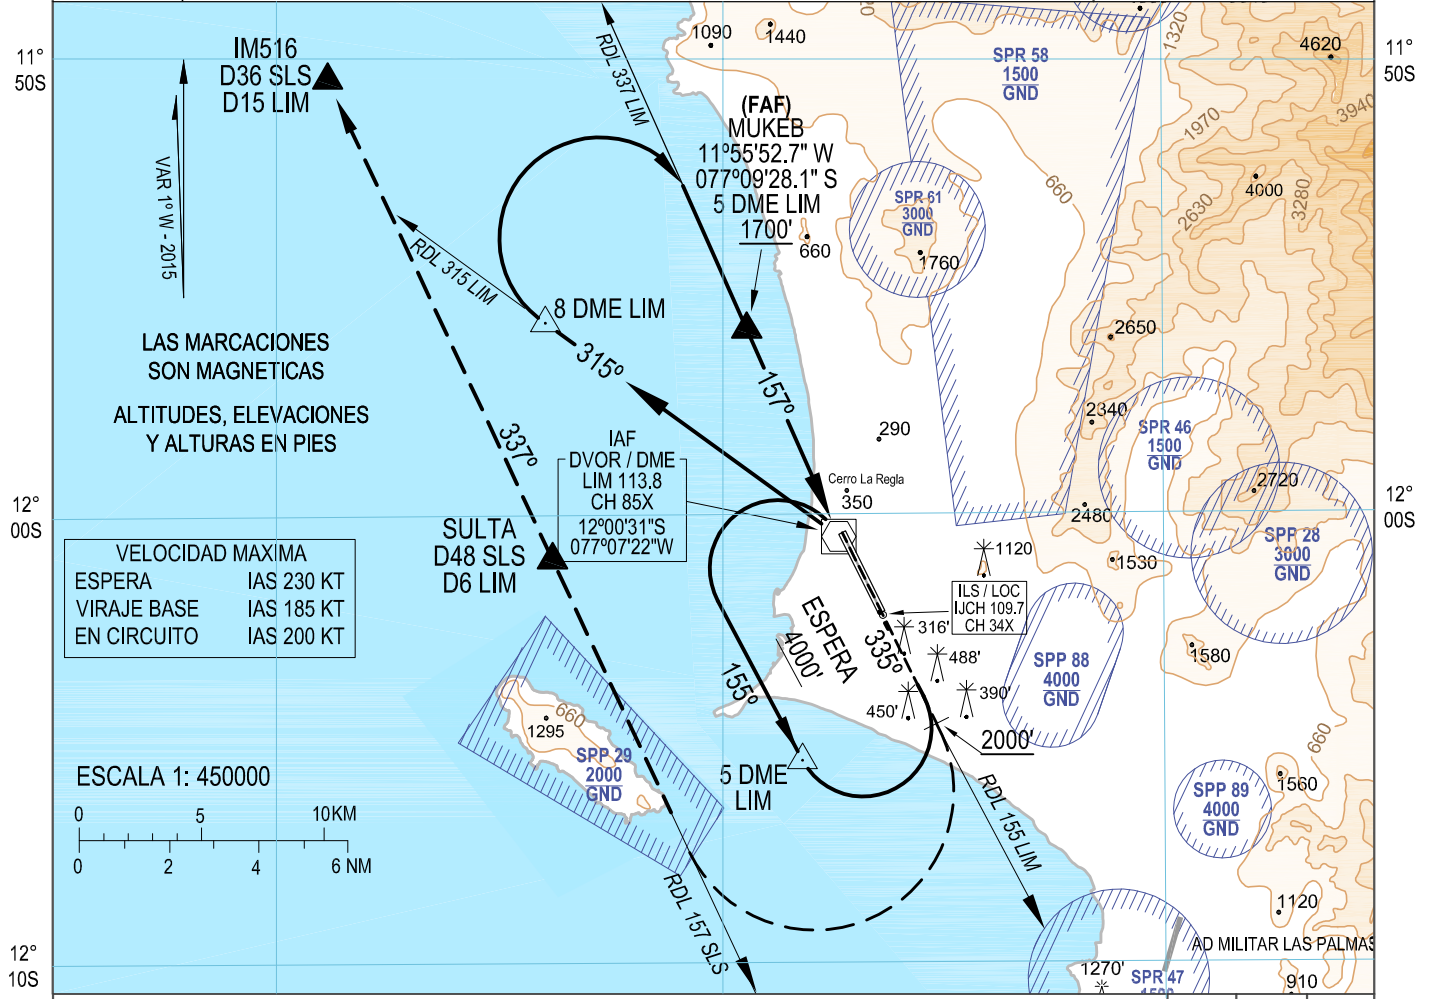 11°
50S
IM516
D36 SLS
D15 LIM
VAR 1º W - 2015
RDL 337 LIM
1090
1440
1320
4620
11°
50S
SPR 58
1500
GND
3940
1970
(FAF)
MUKEB
11°55'52.7" W
077°09'28.1" S
5 DME LIM
1700'
660
SPR 61
3000
GND
1760
660
4000
2630
3280
RDL 315 LIM
8 DME LIM
LAS MARCACIONES
SON MAGNETICAS
ALTITUDES, ELEVACIONES
Y ALTURAS EN PIES
315º
157º
337º
2650
2340
SPR 46
1500
GND
290
IAF
DVOR / DME
LIM 113.8
CH 85X
12°00'31"S
077°07'22"W
Cerro La Regla
350
2720
2480
12°
00S
12°
00S
SULTA
D48 SLS
D6 LIM
SPP 28
3000
GND
1120
1530
VELOCIDAD MAXIMA
ESPERA IAS 230 KT
VIRAJE BASE IAS 185 KT
EN CIRCUITO IAS 200 KT
ILS / LOC
IJCH 109.7
CH 34X
ESPERA
4000'
335º
155º
316'
488'
390'
450'
SPP 88
4000
GND
1580
660
1295
SPP 29
2000
GND
2000'
5 DME
LIM
660
ESCALA 1: 450000
0 5 10KM
0 2 4 6 NM
RDL 155 LIM
SPP 89
4000
GND
1560
RDL 157 SLS
1120
AD MILITAR LAS PALMAS
12°
10S
12°
10S
1270'
SPR 47
910